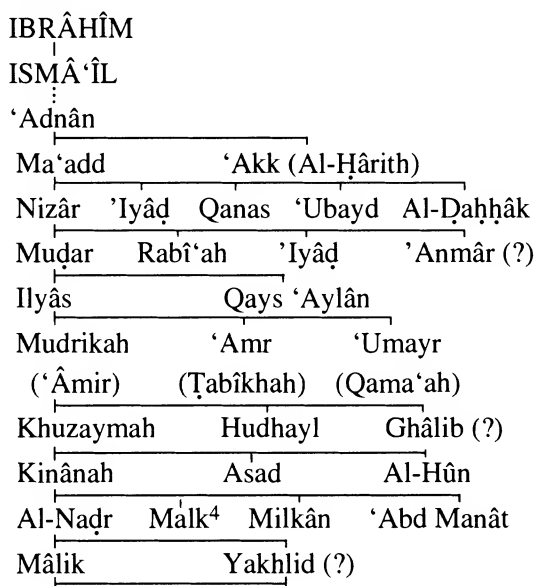 IBRÂHÎM
ISMÂ‘ÎL
‘Adnân
Ma‘add ‘Akk (Al-Ḥârith)
Nizâr ’Iyâḍ Qanas ‘Ubayd Al-Ḍaḥḥâk
Muḍar Rabî‘ah ’Iyâḍ ’Anmâr (?)
Ilyâs Qays ‘Aylân
Mudrikah ‘Amr ‘Umayr
(‘Âmir) (Ṭabîkhah) (Qama‘ah)
Khuzaymah Hudhayl Ghâlib (?)
Kinânah Asad Al-Hûn
Al-Naḍr Malk⁴ Milkân ‘Abd Manât
Mâlik Yakhlid (?)